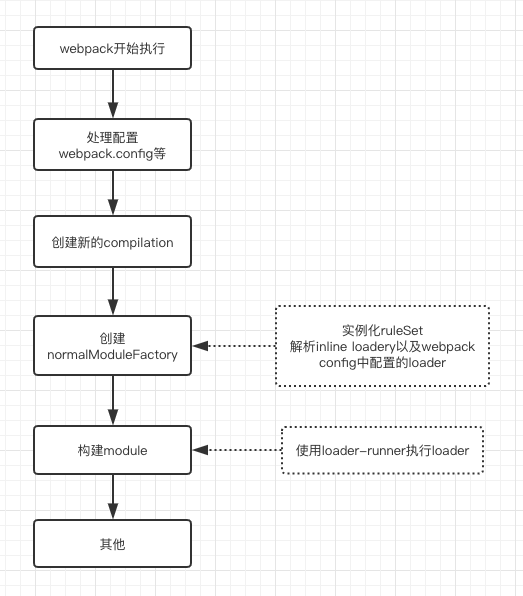 webpack开始执行
处理配置
webpack.config等
创建新的compilation
创建
normalModuleFactory
实例化ruleSet
解析inline loadery以及webpack
config中配置的loader
构建module
使用loader-runner执行loader
其他